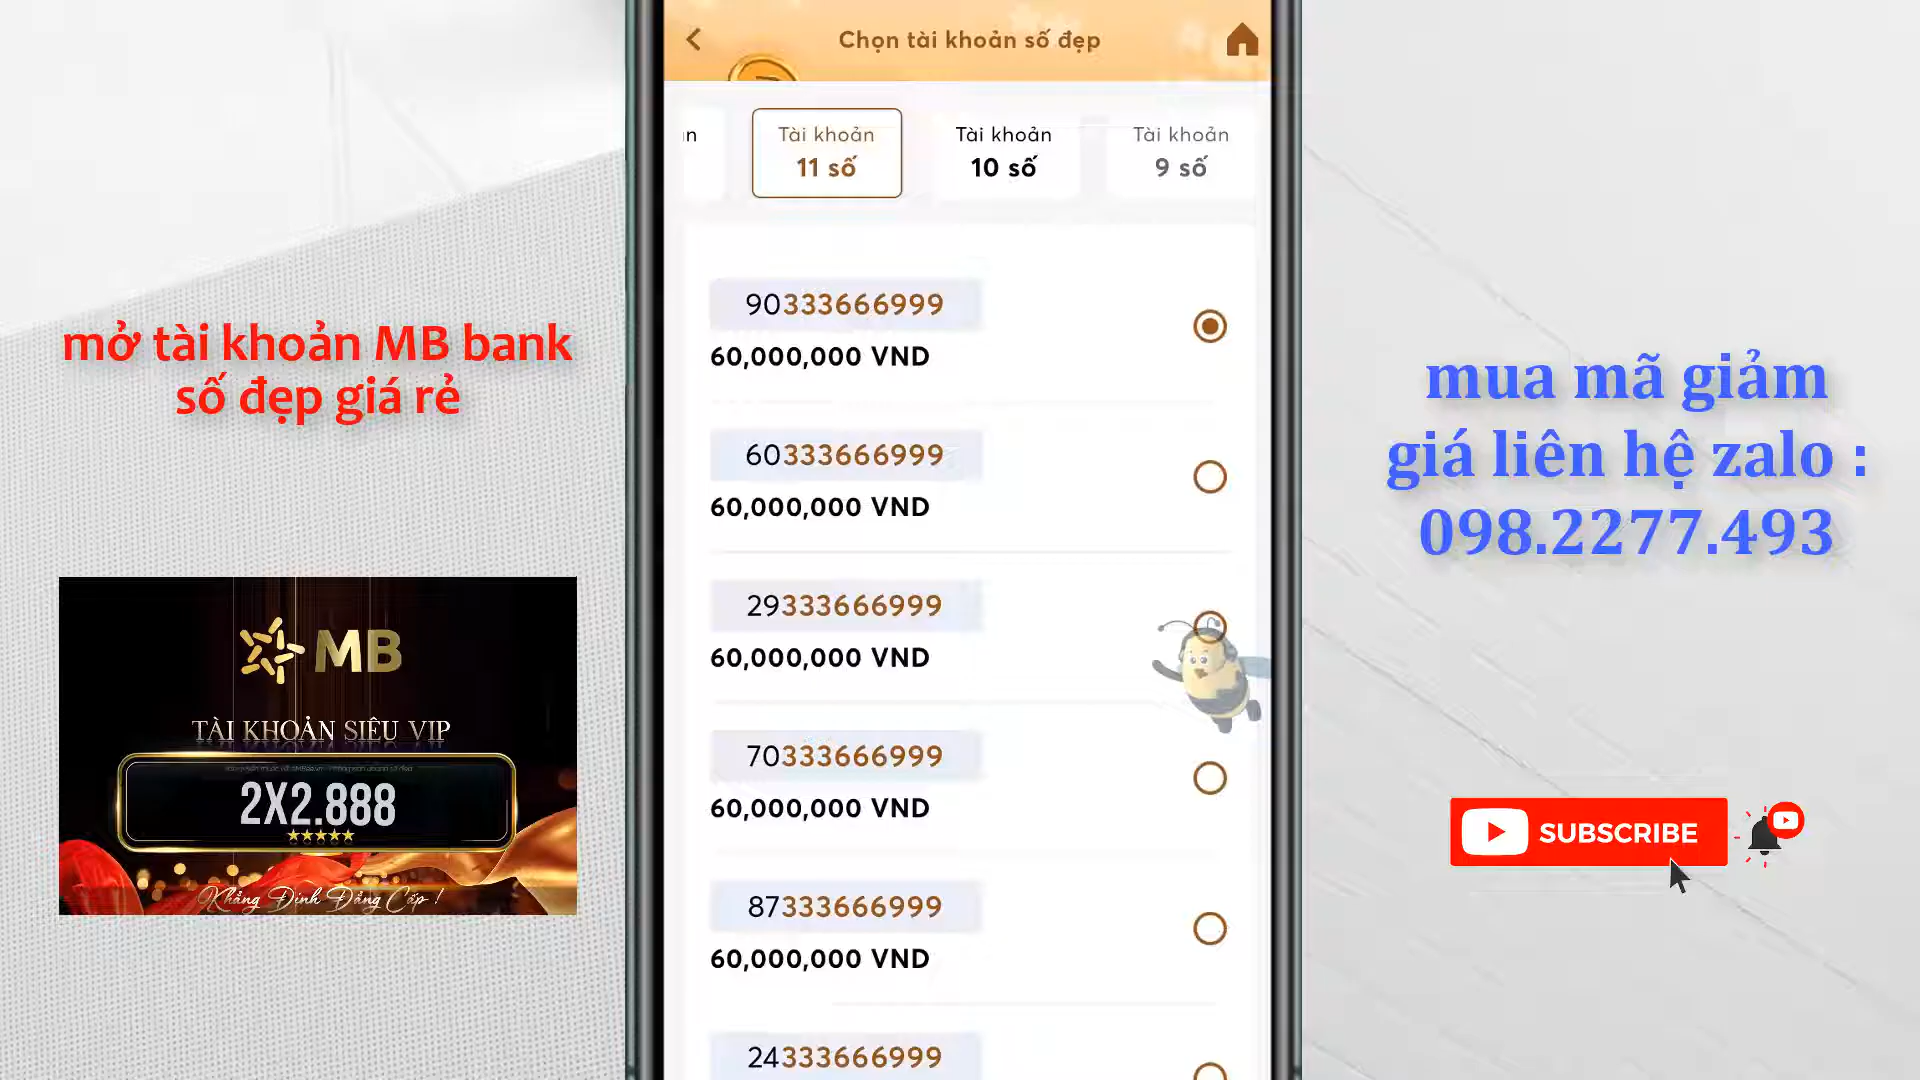 Chọn tài khoản số đẹp
Tài khoản
11 số
Tài khoản
10 số
Tài khoản
9 số
90333666999
60,000,000 VND
60333666999
60,000,000 VND
29333666999
60,000,000 VND
70333666999
60,000,000 VND
87333666999
60,000,000 VND
24333666999
mở tài khoản MB bank
số đẹp giá rẻ
MB
TÀI KHOẢN SIÊU VIP
2X2.888
Khẳng Định Đẳng Cấp !
mua mã giảm
giá liên hệ zalo :
098.2277.493
SUBSCRIBE